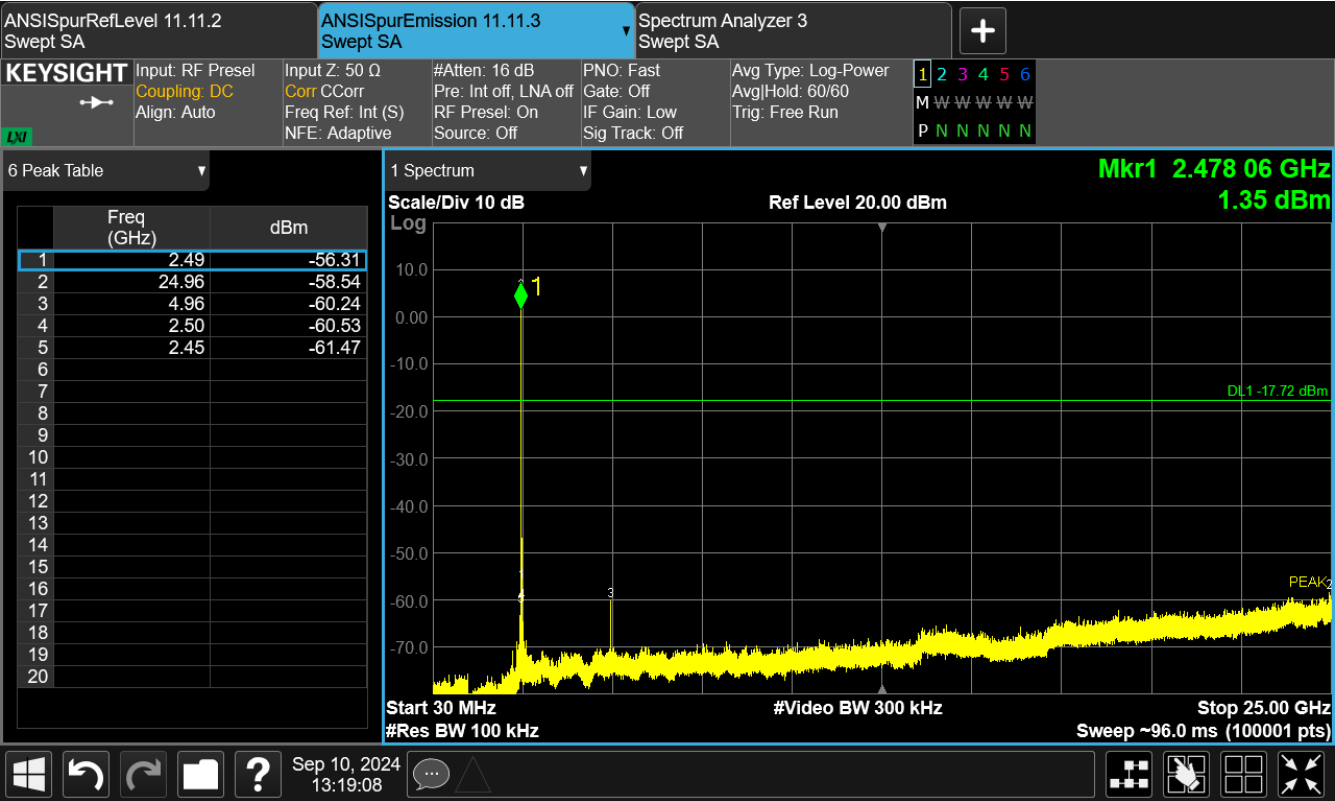 ANSISpurRefLevel 11.11.2
Swept SA
ANSISpurEmission 11.11.3
Swept SA
Spectrum Analyzer 3
Swept SA
+
KEYSIGHT
LXI
Input: RF Presel
Coupling: DC
Align: Auto
Input Z: 50 Ω
Corr CCorr
Freq Ref: Int (S)
NFE: Adaptive
#Atten: 16 dB
Pre: Int off, LNA off
RF Presel: On
Source: Off
PNO: Fast
Gate: Off
IF Gain: Low
Sig Track: Off
Avg Type: Log-Power
Avg|Hold: 60/60
Trig: Free Run
1 2 3 4 5 6
M W W W W W
P N N N N N
6 Peak Table
Freq (GHz) dBm
1 2.49 -56.31
2 24.96 -58.54
3 4.96 -60.24
4 2.50 -60.53
5 2.45 -61.47
6
7
8
9
10
11
12
13
14
15
16
17
18
19
20
1 Spectrum
Mkr1 2.478 06 GHz
1.35 dBm
Scale/Div 10 dB
Ref Level 20.00 dBm
Log
10.0
1
0.00
-10.0
DL1 -17.72 dBm
-20.0
-30.0
-40.0
-50.0
PEAK
2
3
-60.0
-70.0
Start 30 MHz
#Video BW 300 kHz
Stop 25.00 GHz
#Res BW 100 kHz
Sweep ~96.0 ms (100001 pts)
?
Sep 10, 2024
13:19:08